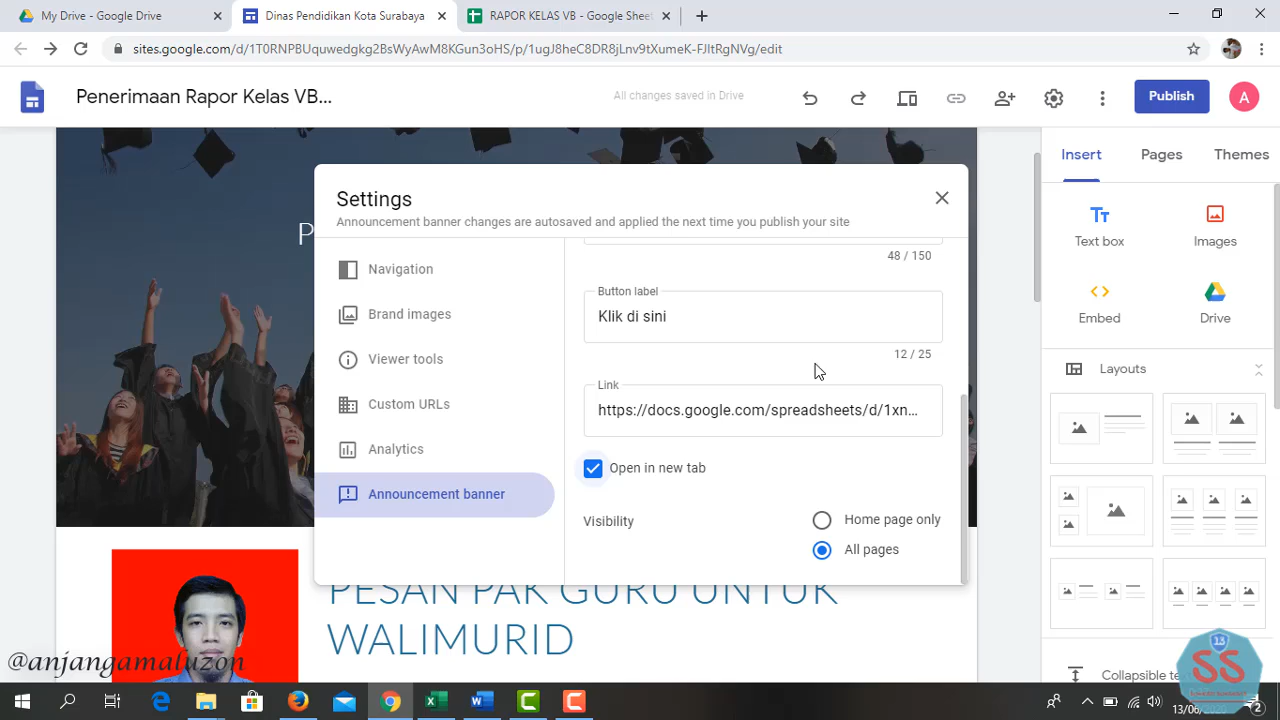 My Drive - Google Drive
Dinas Pendidikan Kota Surabaya
RAPOR KELAS VB - Google Sheet
sites.google.com/d/1T0RNPBUquwedgkg2BsWyAwM8KGun3oHS/p/1ugJ8heC8DR8jLnv9tXumeK-FJltRgNVg/edit
Penerimaan Rapor Kelas VB...
All changes saved in Drive
Publish
A
Insert
Pages
Themes
P
Settings
Announcement banner changes are autosaved and applied the next time you publish your site
Navigation
Brand images
Viewer tools
Custom URLs
Analytics
Announcement banner
48 / 150
Button label
Klik di sini
12 / 25
Link
https://docs.google.com/spreadsheets/d/1xn...
Open in new tab
Visibility
Home page only
All pages
Text box
Images
Embed
Drive
Layouts
Collapsible te
PESAN PAK GURU UNTUK
WALIMURID
@anjangamaluzon
13
SS
13/06/2020
2